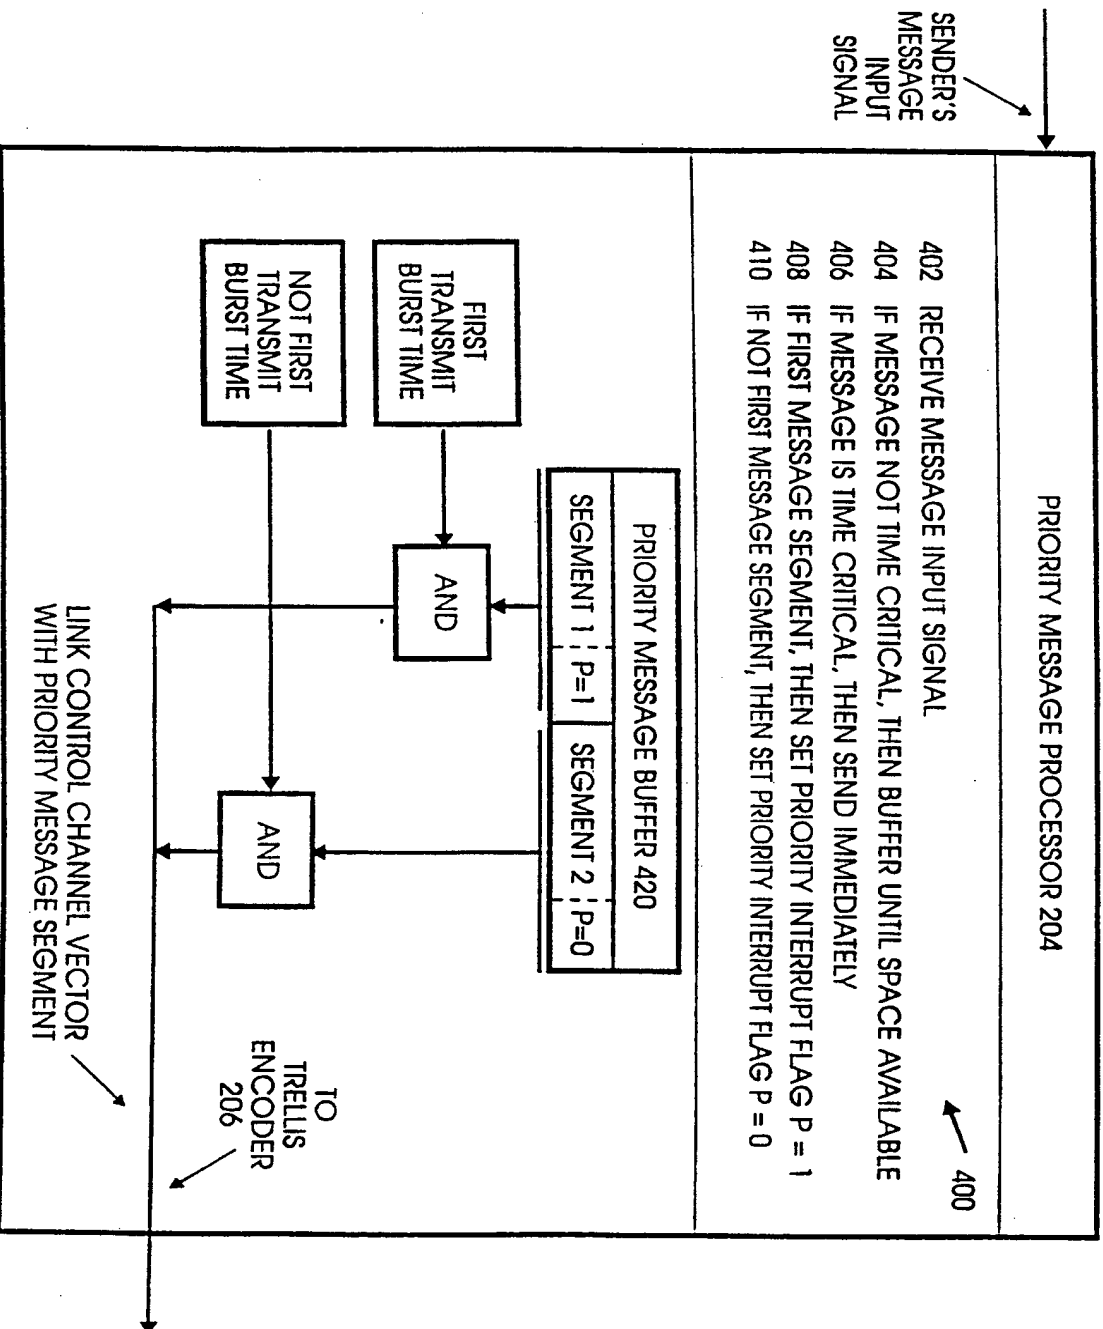 SENDER'S
MESSAGE
INPUT
SIGNAL
PRIORITY MESSAGE PROCESSOR 204
400
402 RECEIVE MESSAGE INPUT SIGNAL
404 IF MESSAGE NOT TIME CRITICAL, THEN BUFFER UNTIL SPACE AVAILABLE
406 IF MESSAGE IS TIME CRITICAL, THEN SEND IMMEDIATELY
408 IF FIRST MESSAGE SEGMENT, THEN SET PRIORITY INTERRUPT FLAG P = 1
410 IF NOT FIRST MESSAGE SEGMENT, THEN SET PRIORITY INTERRUPT FLAG P = 0
PRIORITY MESSAGE BUFFER 420
SEGMENT 1 P=1 SEGMENT 2 P=0
FIRST
TRANSMIT
BURST TIME
AND
NOT FIRST
TRANSMIT
BURST TIME
AND
TO
TRELLIS
ENCODER
206
LINK CONTROL CHANNEL VECTOR
WITH PRIORITY MESSAGE SEGMENT